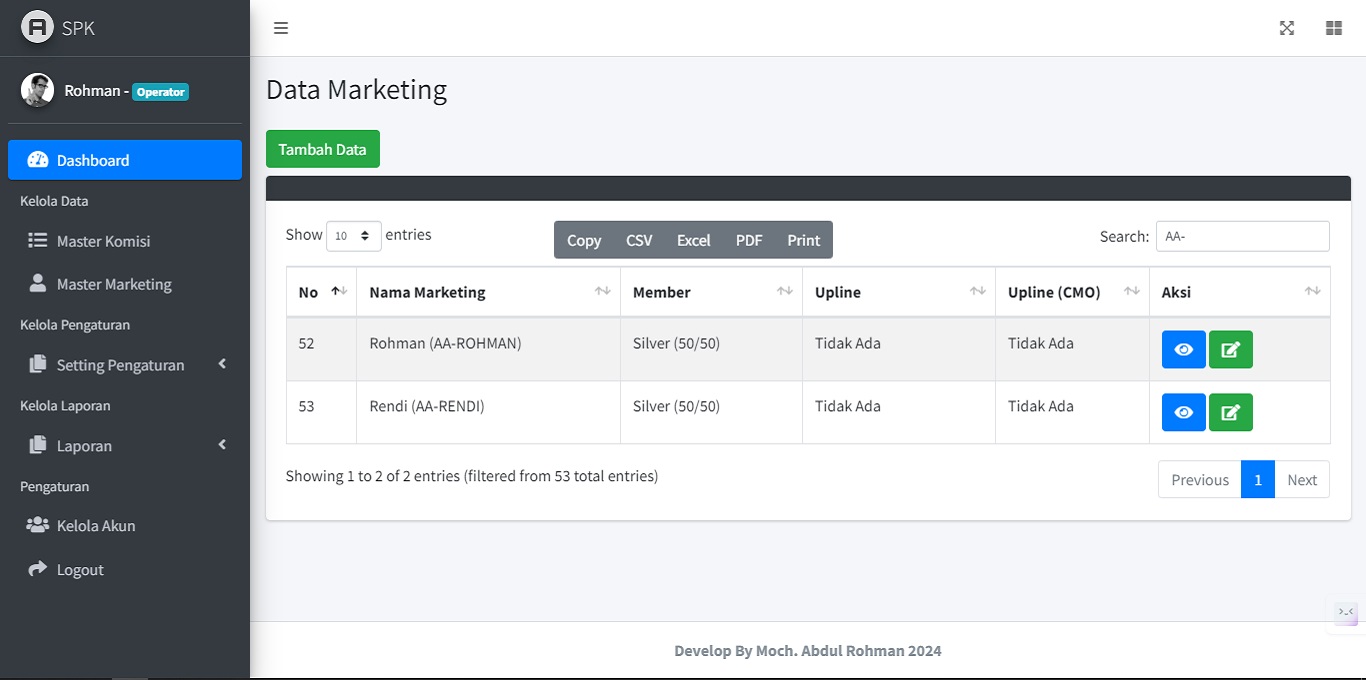 SPK
Rohman - Operator
Dashboard
Kelola Data
Master Komisi
Master Marketing
Kelola Pengaturan
Setting Pengaturan
Kelola Laporan
Laporan
Pengaturan
Kelola Akun
Logout
Data Marketing
Tambah Data
Show 10 entries
Copy CSV Excel PDF Print
Search: AA-
No Nama Marketing Member Upline Upline (CMO) Aksi
52 Rohman (AA-ROHMAN) Silver (50/50) Tidak Ada Tidak Ada
53 Rendi (AA-RENDI) Silver (50/50) Tidak Ada Tidak Ada
Showing 1 to 2 of 2 entries (filtered from 53 total entries)
Previous 1 Next
Develop By Moch. Abdul Rohman 2024